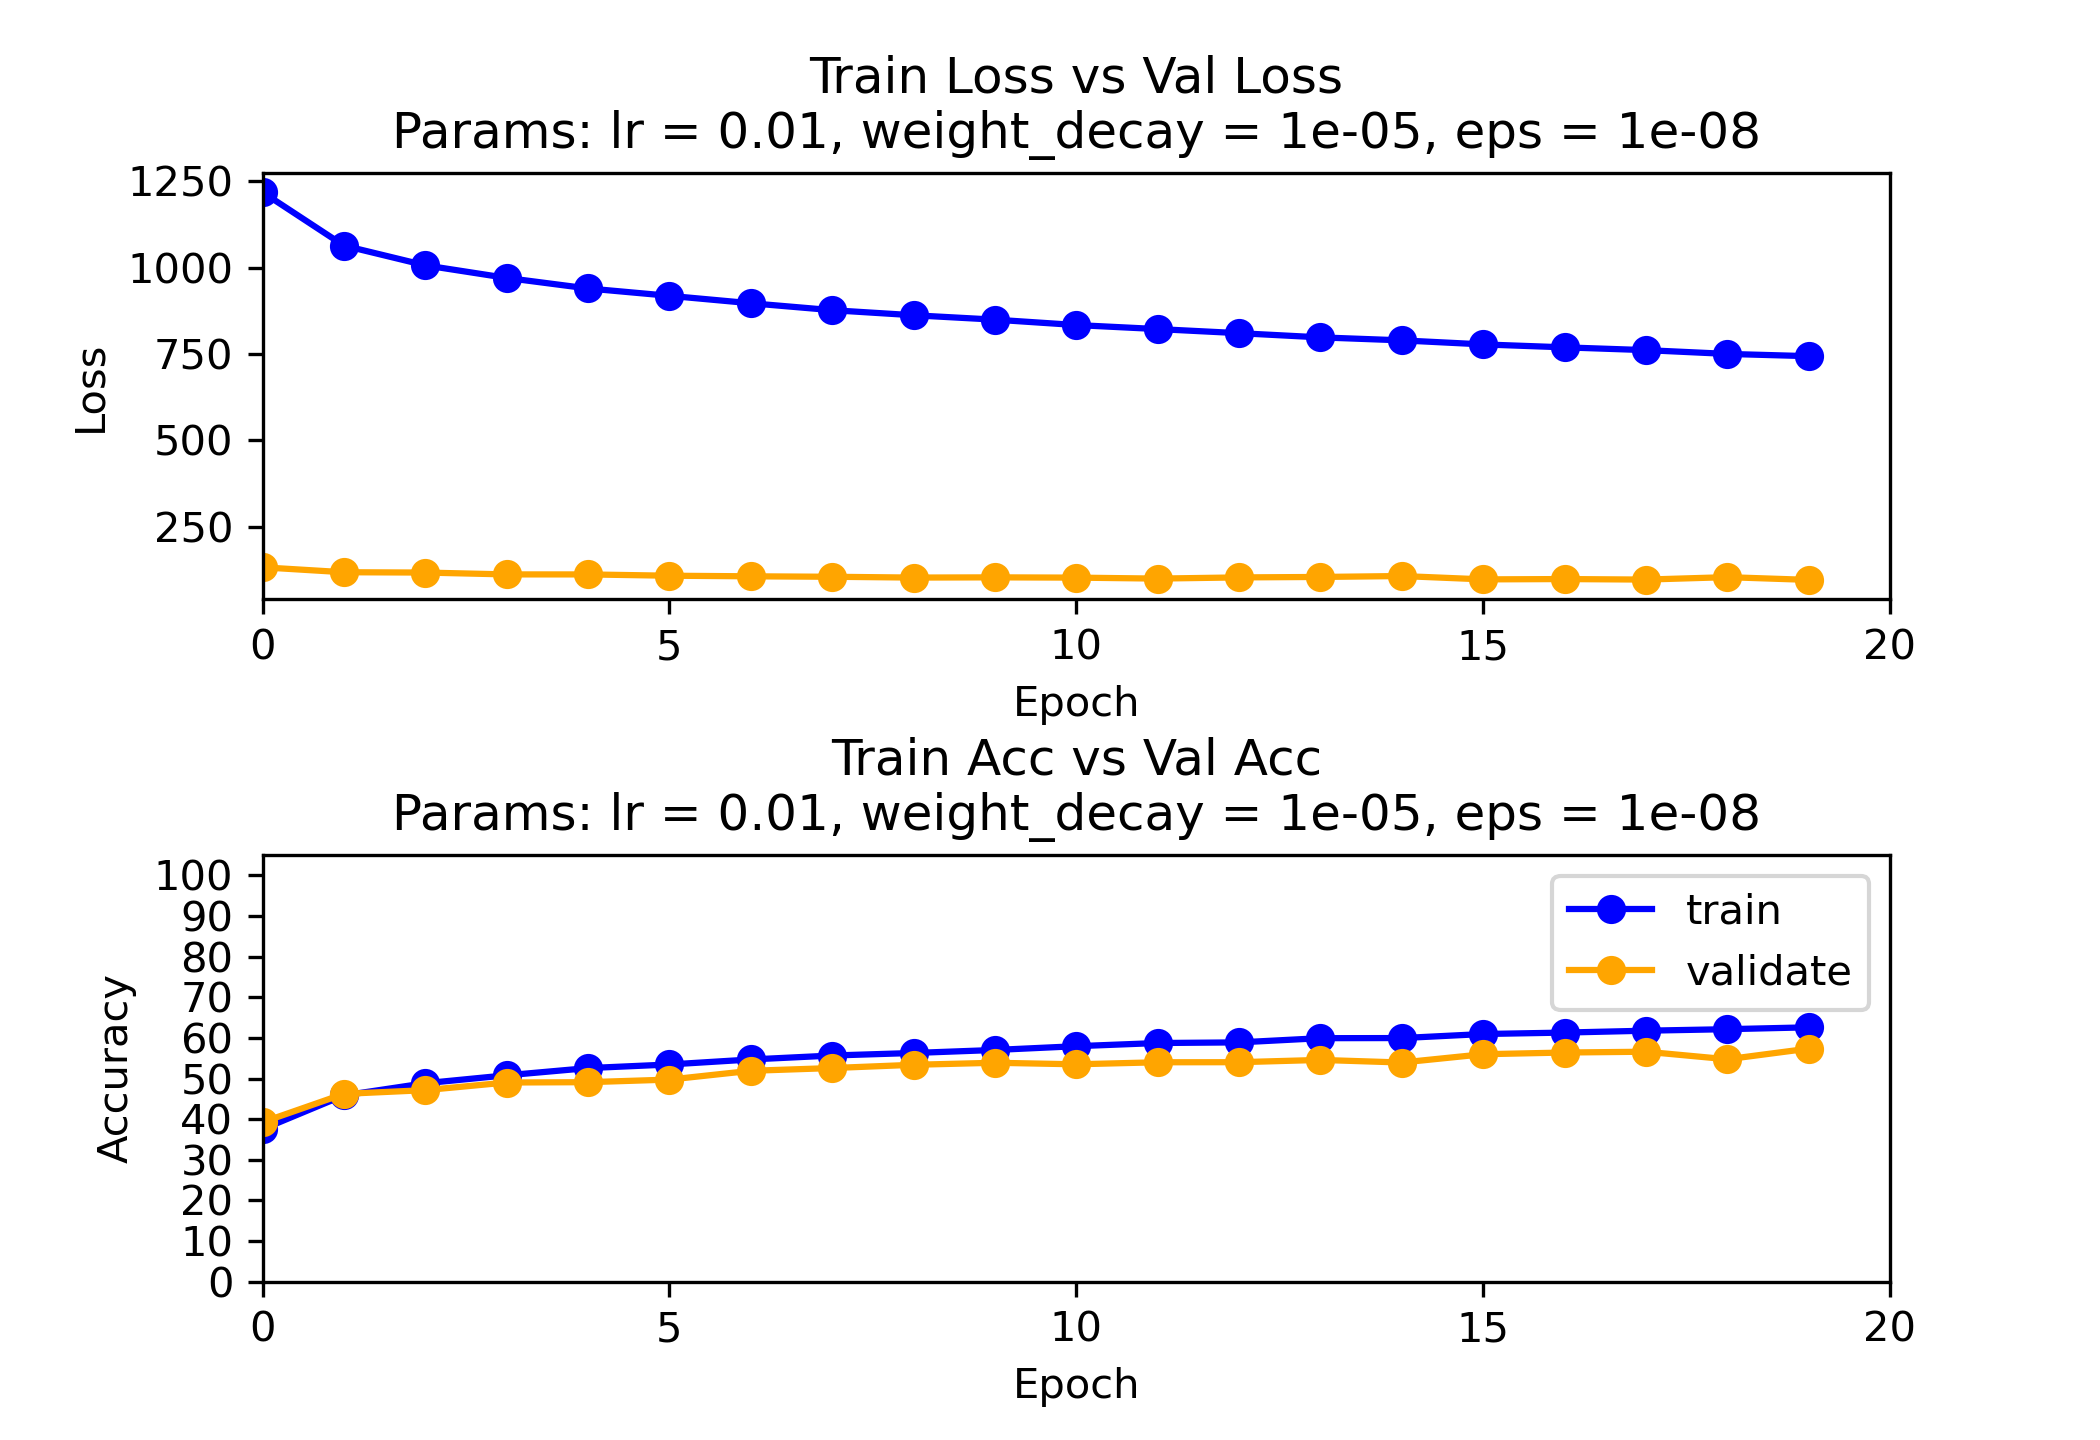 Train Loss vs Val Loss
Params: lr = 0.01, weight_decay = 1e-05, eps = 1e-08
1250
1000
750
500
250
Loss
0 5 10 15 20
Epoch
Train Acc vs Val Acc
Params: lr = 0.01, weight_decay = 1e-05, eps = 1e-08
100
90
80
70
60
50
40
30
20
10
0
Accuracy
train
validate
0 5 10 15 20
Epoch